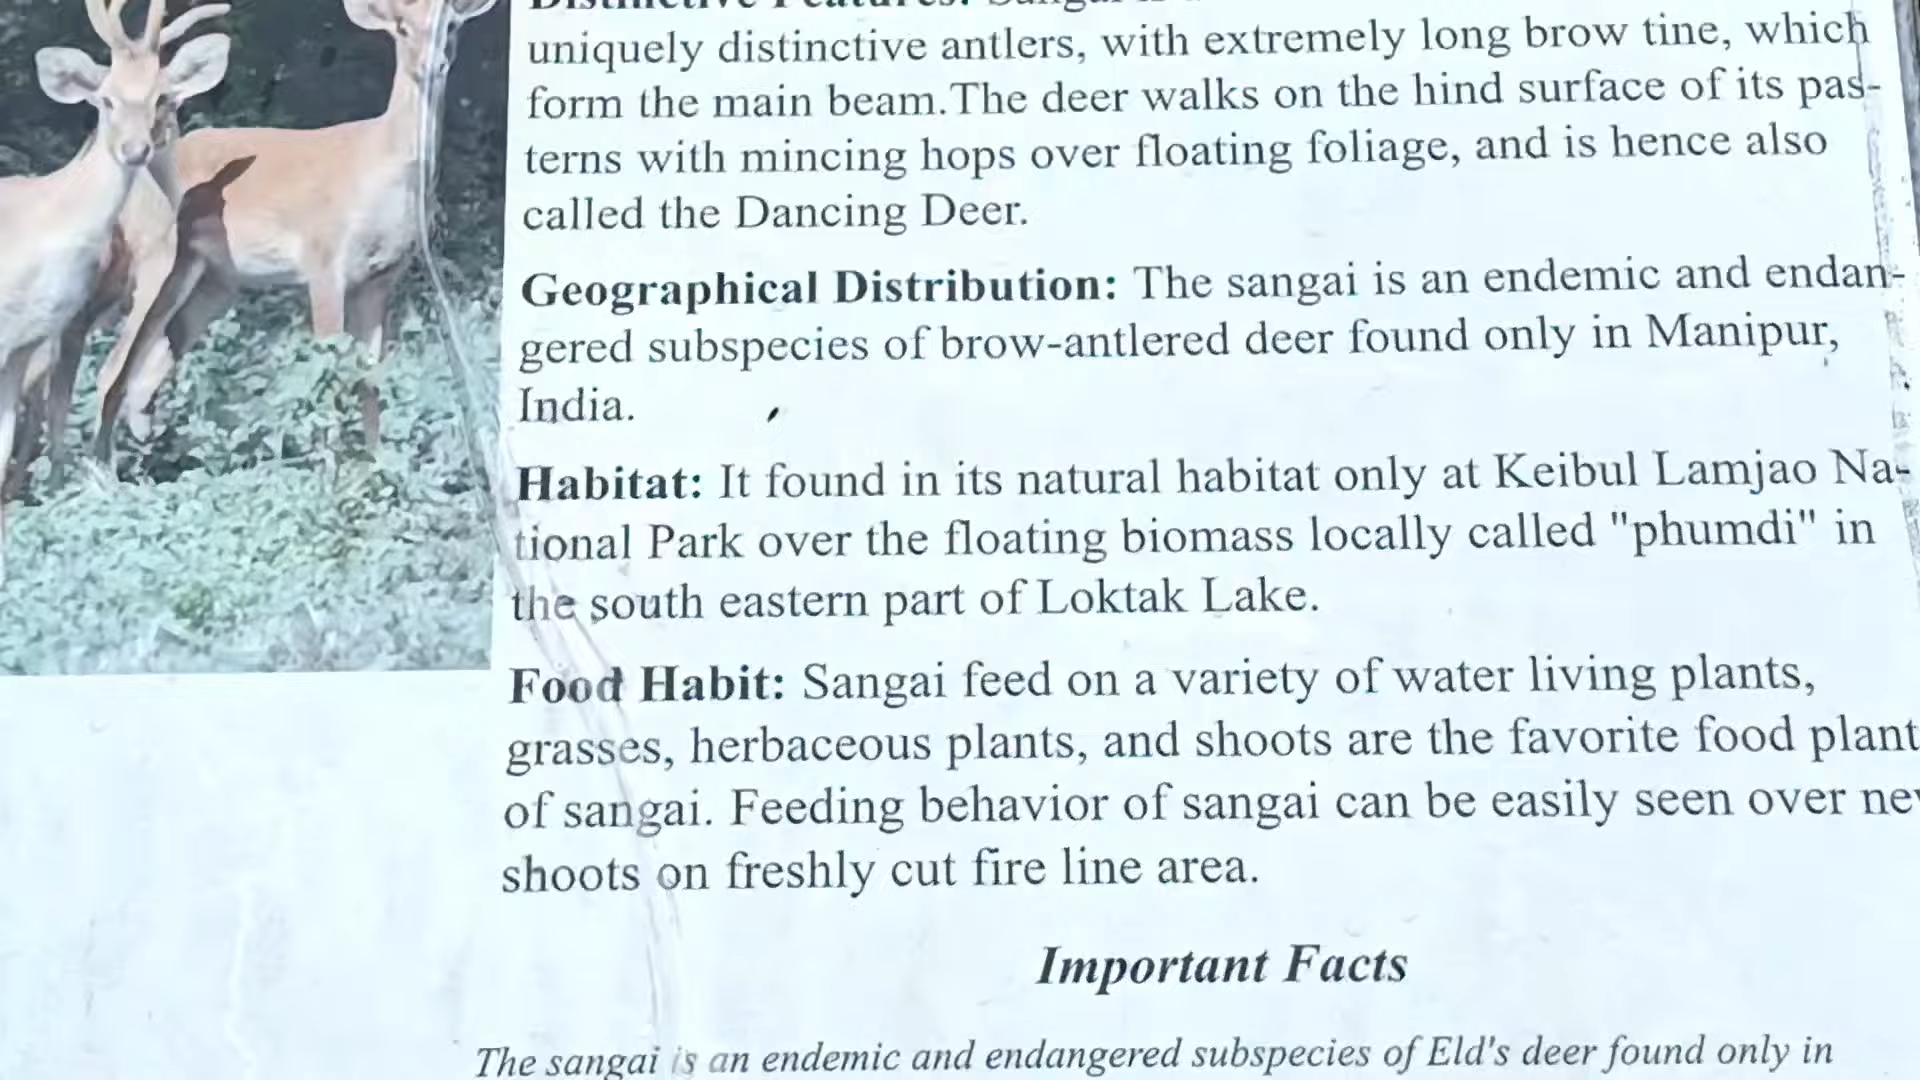 Distinctive Features: Sangai is a
uniquely distinctive antlers, with extremely long brow tine, which
form the main beam.The deer walks on the hind surface of its pas-
terns with mincing hops over floating foliage, and is hence also
called the Dancing Deer.
Geographical Distribution: The sangai is an endemic and endan-
gered subspecies of brow-antlered deer found only in Manipur,
India.
Habitat: It found in its natural habitat only at Keibul Lamjao Na-
tional Park over the floating biomass locally called "phumdi" in
the south eastern part of Loktak Lake.
Food Habit: Sangai feed on a variety of water living plants,
grasses, herbaceous plants, and shoots are the favorite food plant
of sangai. Feeding behavior of sangai can be easily seen over
shoots on freshly cut fire line area.
Important Facts
The sangai is an endemic and endangered subspecies of Eld's deer found only in